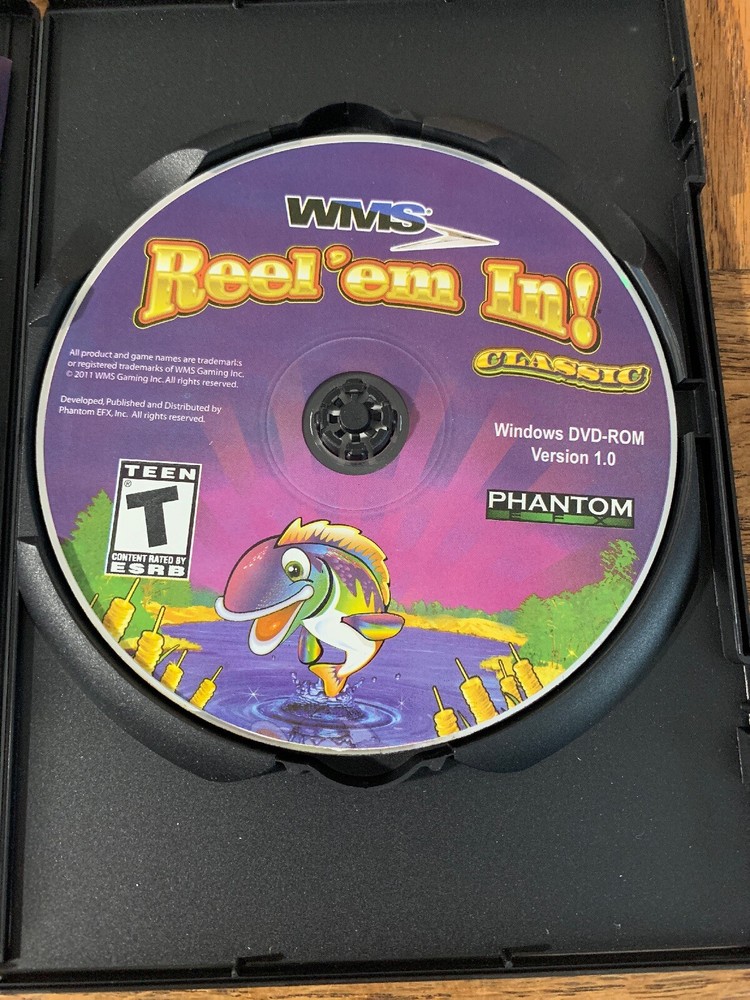 WMS®
Reel 'em In!
CLASSIC
All product and game names are trademarks
or registered trademarks of WMS Gaming Inc.
© 2011 WMS Gaming Inc. All rights reserved.
Developed, Published and Distributed by
Phantom EFX, Inc. All rights reserved.
Windows DVD-ROM
Version 1.0
PHANTOM
EFX
TEEN
®
T
CONTENT RATED BY
ESRB